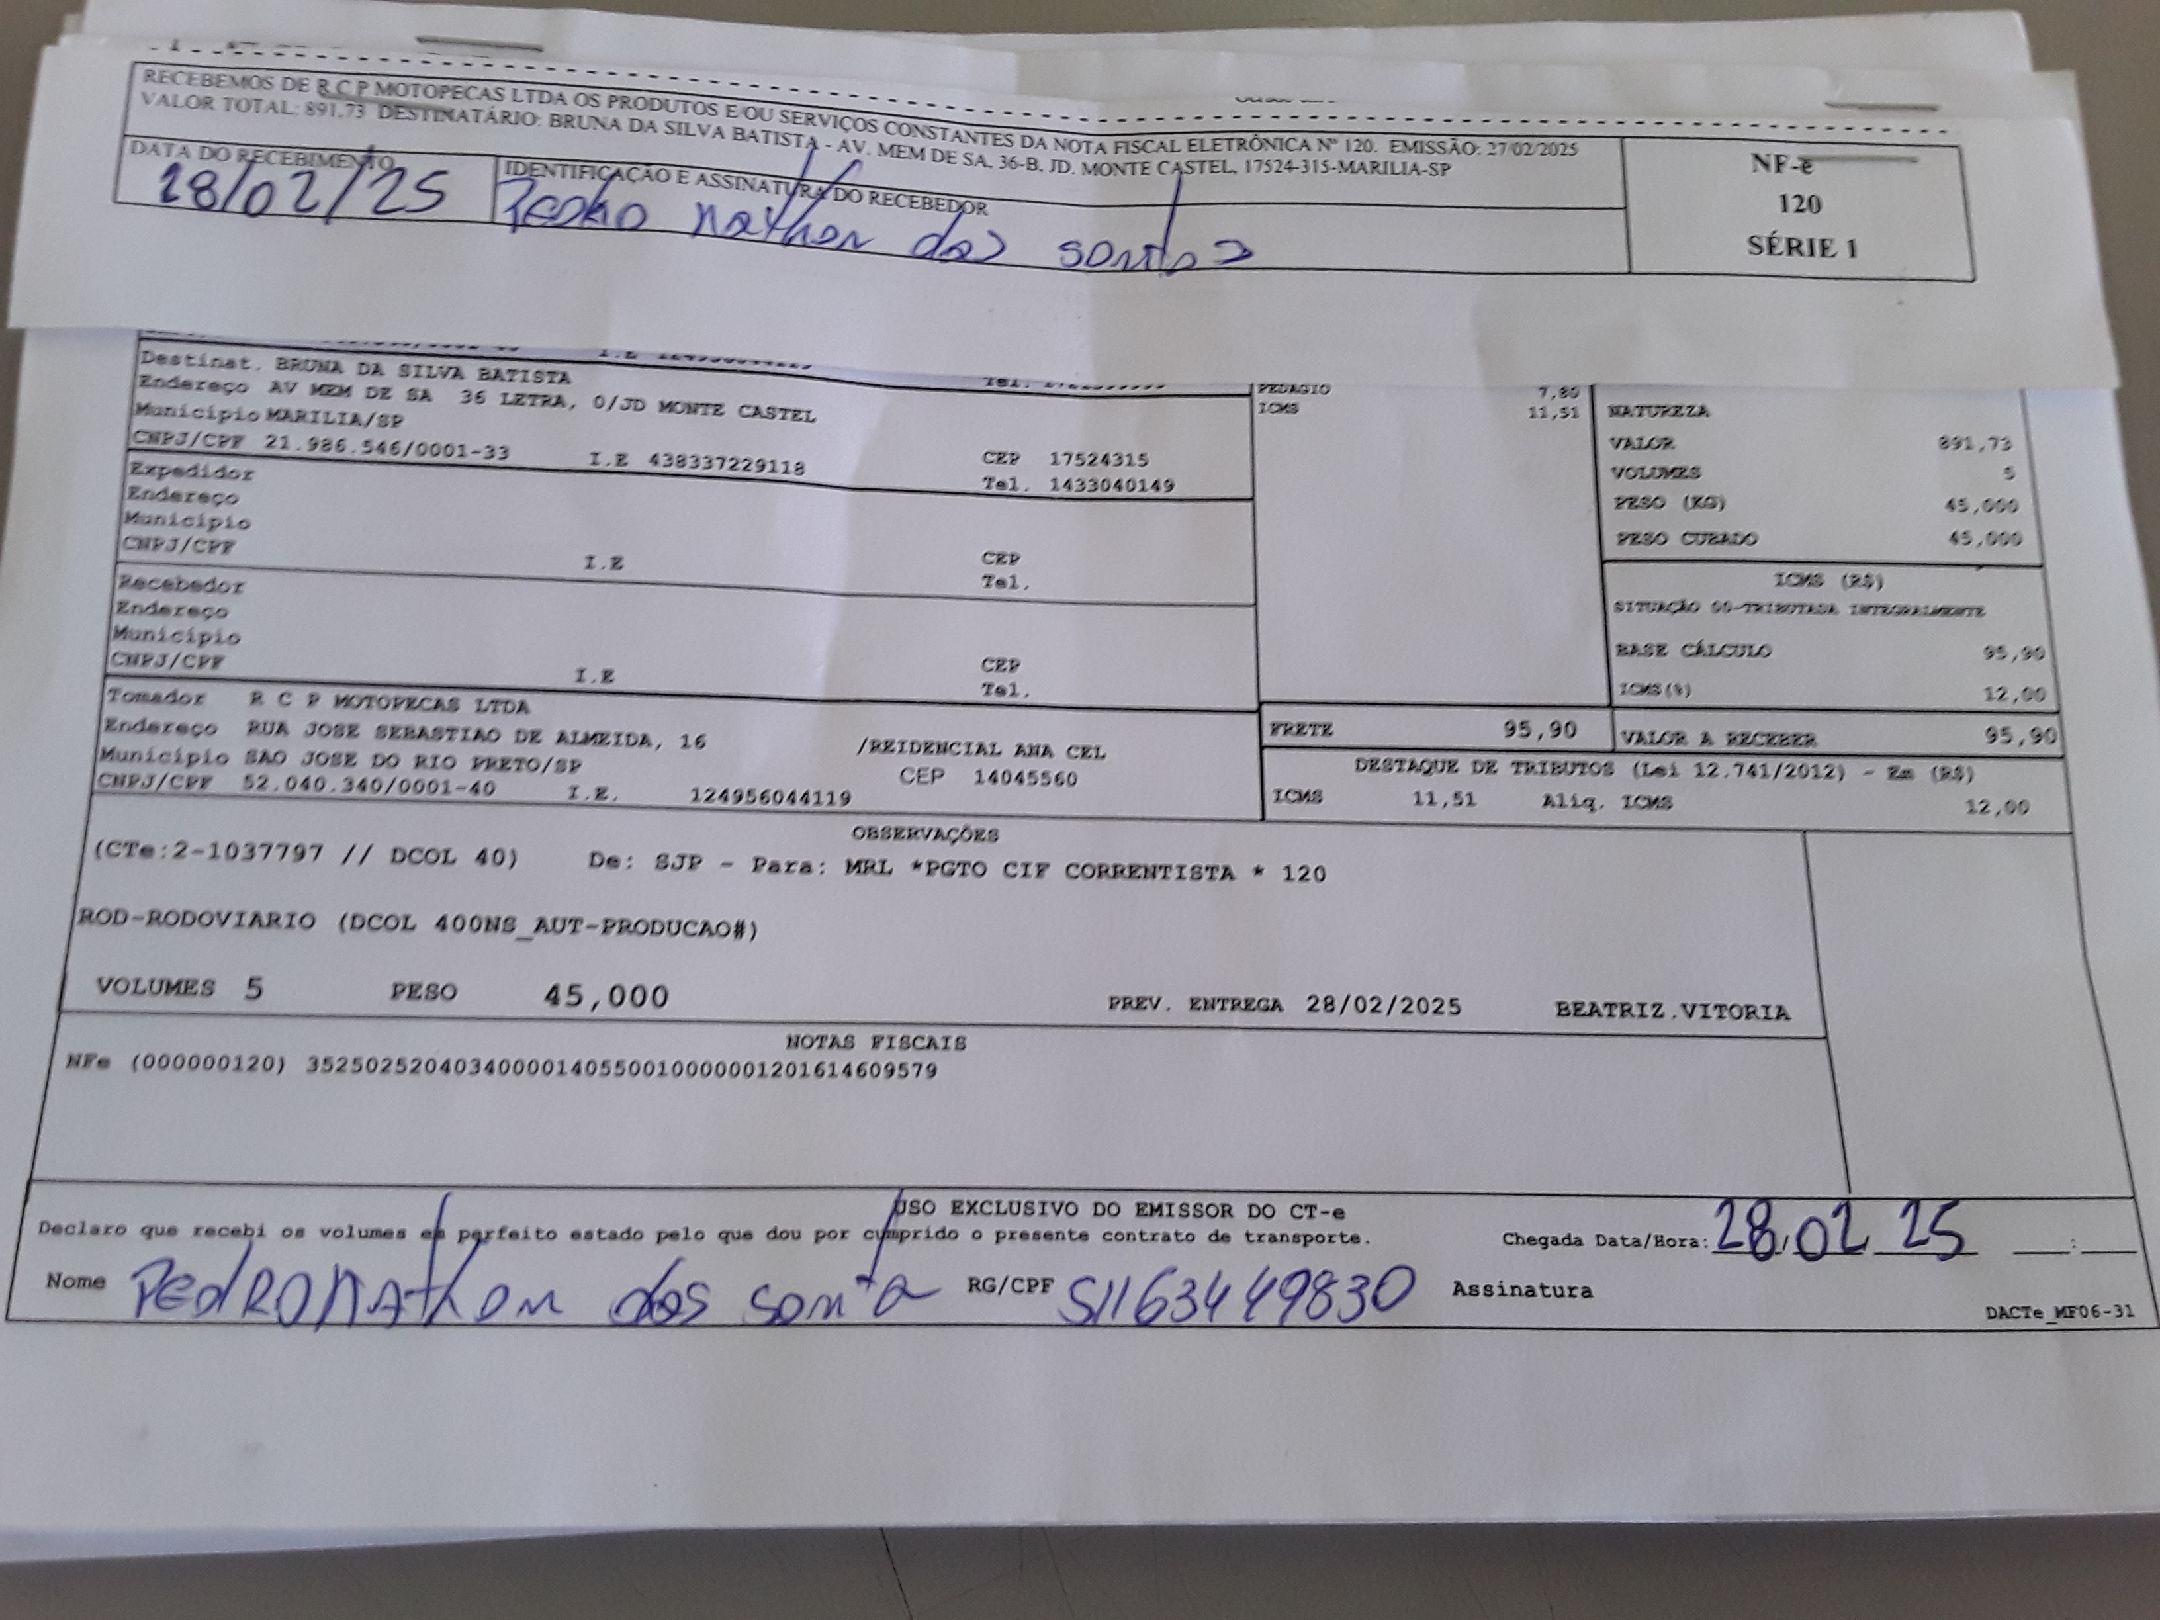 RECEBEMOS DE R C P MOTOPECAS LTDA OS PRODUTOS E/OU SERVIÇOS CONSTANTES DA NOTA FISCAL ELETRÔNICA Nº 120. EMISSÃO: 27/02/2025
VALOR TOTAL: 891,73 DESTINATÁRIO: BRUNA DA SILVA BATISTA - AV. MEM DE SA, 36-B, JD. MONTE CASTEL, 17524-315-MARILIA-SP
NF-e
120
SÉRIE 1
DATA DO RECEBIMENTO
28/02/25
IDENTIFICAÇÃO E ASSINATURA DO RECEBEDOR
Pedro Nathan dos Santos
Destinat. BRUNA DA SILVA BATISTA
Endereço AV MEM DE SA 36 LETRA, 0/JD MONTE CASTEL
Município MARILIA/SP
CNPJ/CPF 21.986.546/0001-33 I.E 438337229118 CEP 17524315
Tel. 1433040149
Expedidor
Endereço
Município
CNPJ/CPF I.E CEP
Tel.
Recebedor
Endereço
Município
CNPJ/CPF I.E CEP
Tel.
Tomador R C P MOTOPECAS LTDA
Endereço RUA JOSE SEBASTIAO DE ALMEIDA, 16 /REIDENCIAL ANA CEL
Município SAO JOSE DO RIO PRETO/SP CEP 14045560
CNPJ/CPF 52.040.340/0001-40 I.E. 124956044119
PEDAGIO 7,80
ICMS 11,51
NATUREZA
VALOR 891,73
VOLUMES 5
PESO (KG) 45,000
PESO CUBADO 45,000
ICMS (R$)
SITUAÇÃO 00-TRIBUTADA INTEGRALMENTE
BASE CÁLCULO 95,90
ICMS(%) 12,00
FRETE 95,90 VALOR A RECEBER 95,90
DESTAQUE DE TRIBUTOS (Lei 12.741/2012) - Em (R$)
ICMS 11,51 Aliq. ICMS 12,00
OBSERVAÇÕES
(CTe:2-1037797 // DCOL 40) De: SJP - Para: MRL *PGTO CIF CORRENTISTA * 120
ROD-RODOVIARIO (DCOL 400NS_AUT-PRODUCAO#)
VOLUMES 5 PESO 45,000 PREV. ENTREGA 28/02/2025 BEATRIZ.VITORIA
NOTAS FISCAIS
NFe (000000120) 35250252040340000140550010000001201614609579
USO EXCLUSIVO DO EMISSOR DO CT-e
Declaro que recebi os volumes em perfeito estado pelo que dou por cumprido o presente contrato de transporte. Chegada Data/Hora: 28/02 25 :
Nome PEdRO NAthan dos Santo RG/CPF 51163449830 Assinatura
DACTe_MF06-31